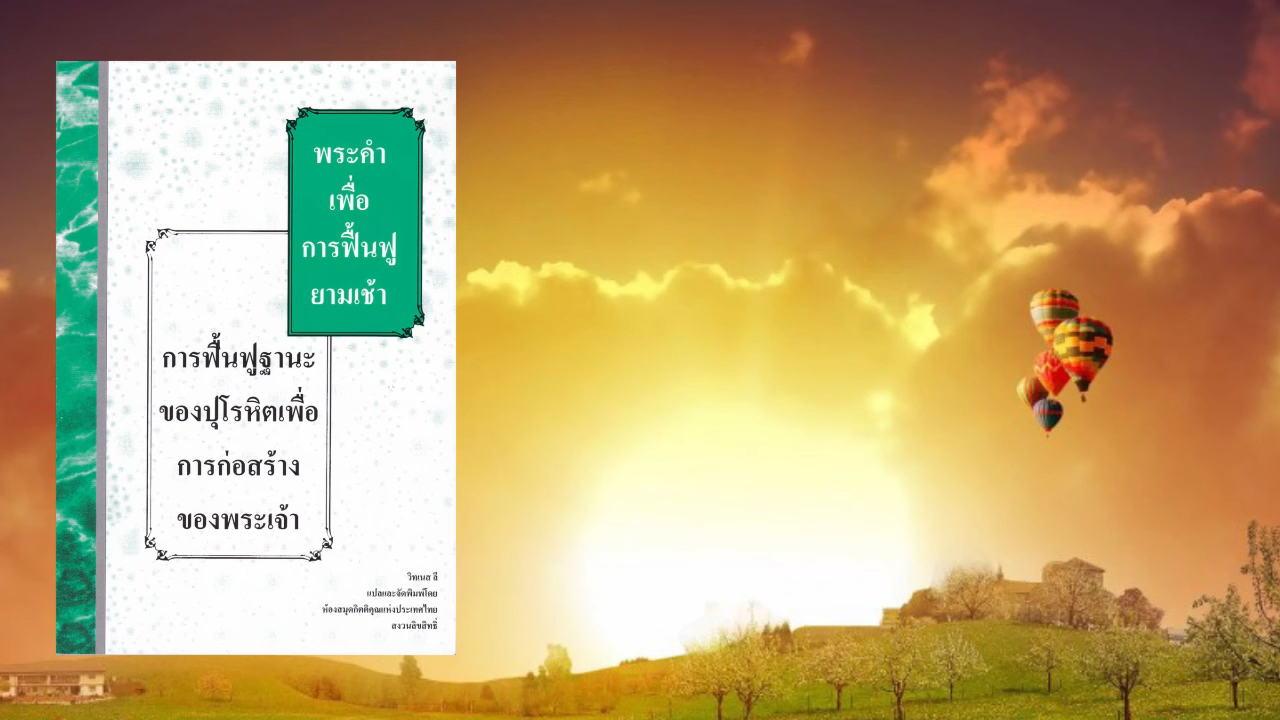 พระคำ
เพื่อ
การฟื้นฟู
ยามเช้า
การฟื้นฟูฐานะ
ของปุโรหิตเพื่อ
การก่อสร้าง
ของพระเจ้า
วิทเนส ลี
แปลและจัดพิมพ์โดย
ห้องสมุดกิตติคุณแห่งประเทศไทย
สงวนลิขสิทธิ์